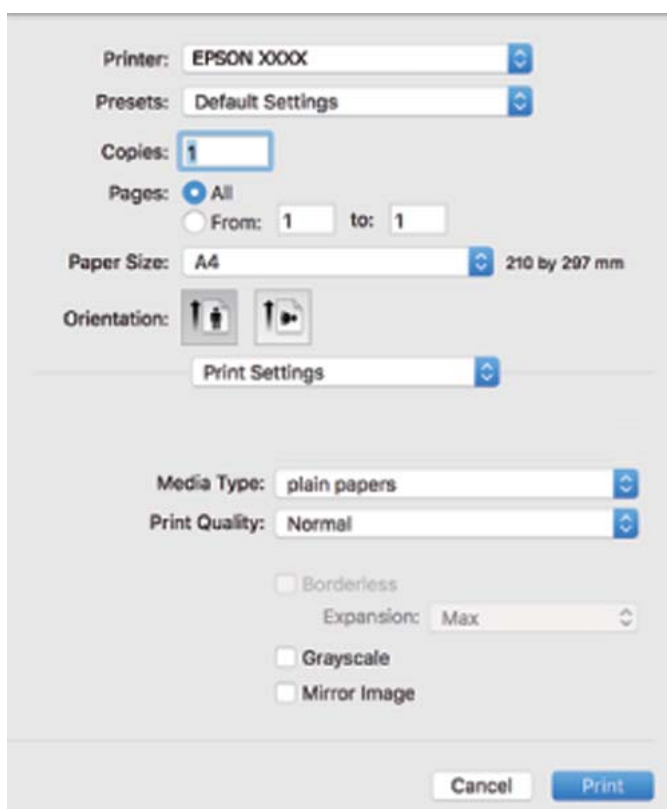 Printer: EPSON XXXX
Presets: Default Settings
Copies: 1
Pages: All
From: 1 to: 1
Paper Size: A4 210 by 297 mm
Orientation:
Print Settings
Media Type: plain papers
Print Quality: Normal
Borderless
Expansion: Max
Grayscale
Mirror Image
Cancel Print